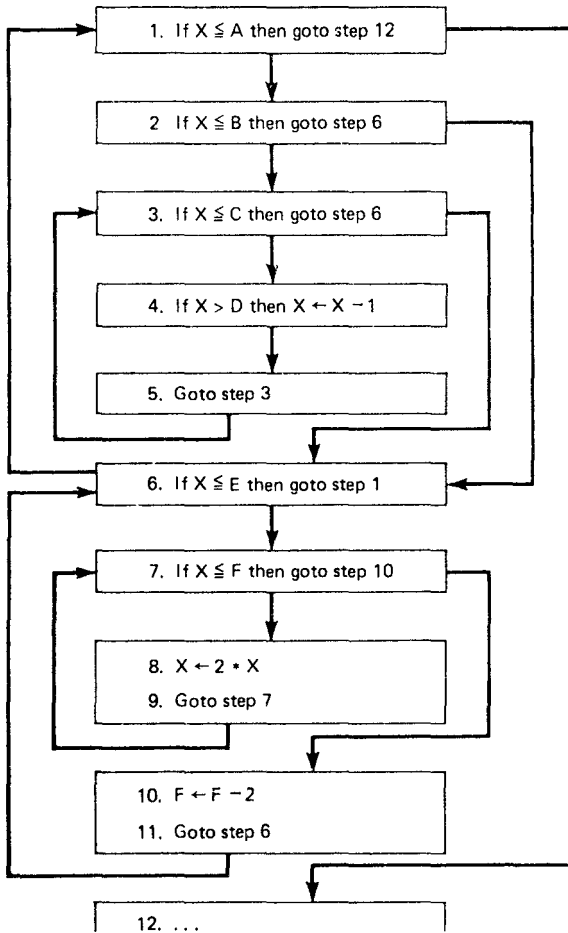 1. If X ≦ A then goto step 12
2 If X ≦ B then goto step 6
3. If X ≦ C then goto step 6
4. If X > D then X ← X − 1
5. Goto step 3
6. If X ≦ E then goto step 1
7. If X ≦ F then goto step 10
8. X ← 2 * X
9. Goto step 7
10. F ← F − 2
11. Goto step 6
12. ...